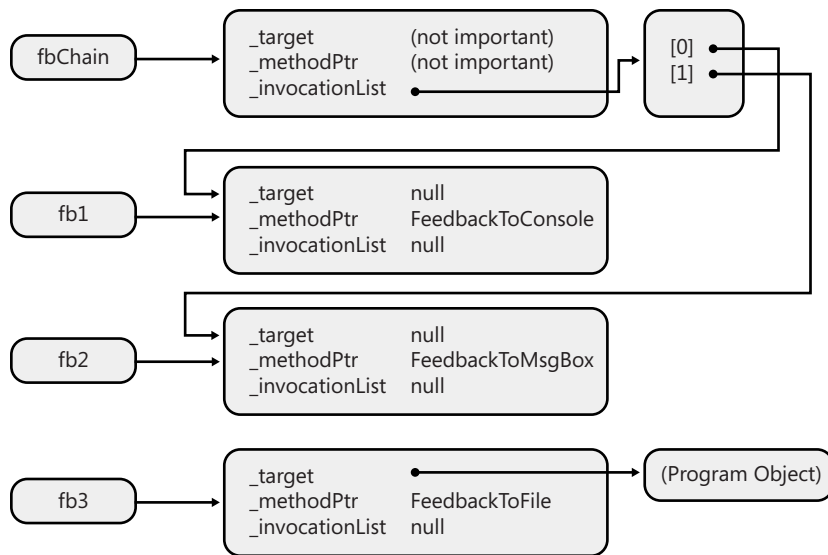 fbChain
_target (not important)
_methodPtr (not important)
_invocationList
[0]
[1]
fb1
_target null
_methodPtr FeedbackToConsole
_invocationList null
fb2
_target null
_methodPtr FeedbackToMsgBox
_invocationList null
fb3
_target
_methodPtr FeedbackToFile
_invocationList null
(Program Object)